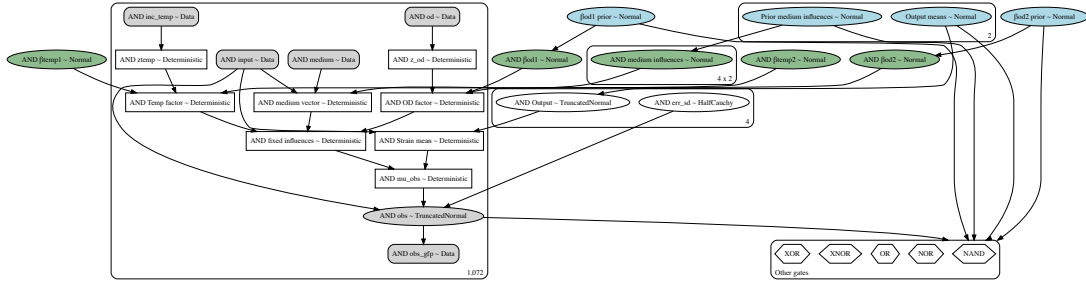 AND inc_temp ~ Data
AND od ~ Data
βiod1 prior ~ Normal
Prior medium influences ~ Normal
Output means ~ Normal
βiod2 prior ~ Normal
2
AND βtemp1 ~ Normal
AND ztemp ~ Deterministic
AND input ~ Data
AND medium ~ Data
AND z_od ~ Deterministic
AND βiod1 ~ Normal
AND medium influences ~ Normal
AND βtemp2 ~ Normal
AND βiod2 ~ Normal
4 x 2
AND Temp factor ~ Deterministic
AND medium vector ~ Deterministic
AND OD factor ~ Deterministic
AND Output ~ TruncatedNormal
AND err_sd ~ HalfCauchy
4
AND fixed influences ~ Deterministic
AND Strain mean ~ Deterministic
AND mu_obs ~ Deterministic
AND obs ~ TruncatedNormal
AND obs_gfp ~ Data
1,072
XOR
XNOR
OR
NOR
NAND
Other gates